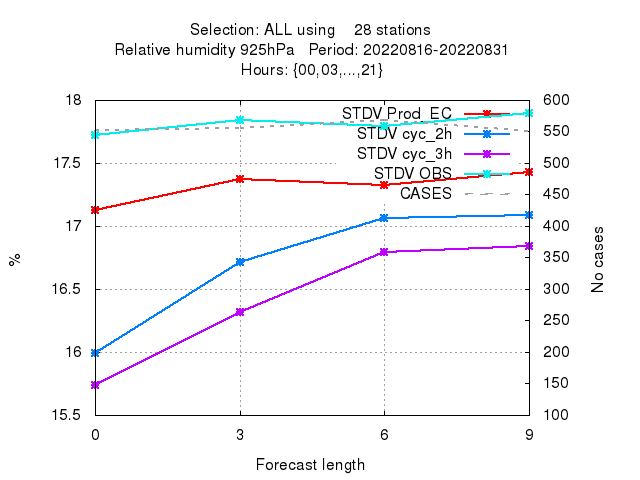 Selection: ALL using    28 stations
Relative humidity 925hPa   Period: 20220816-20220831
Hours: {00,03,...,21}
STDV Prod_EC
STDV cyc_2h
STDV cyc_3h
STDV OBS
CASES
18
17.5
17
16.5
16
15.5
%
600
550
500
450
400
350
300
250
200
150
100
No cases
0 3 6 9
Forecast length